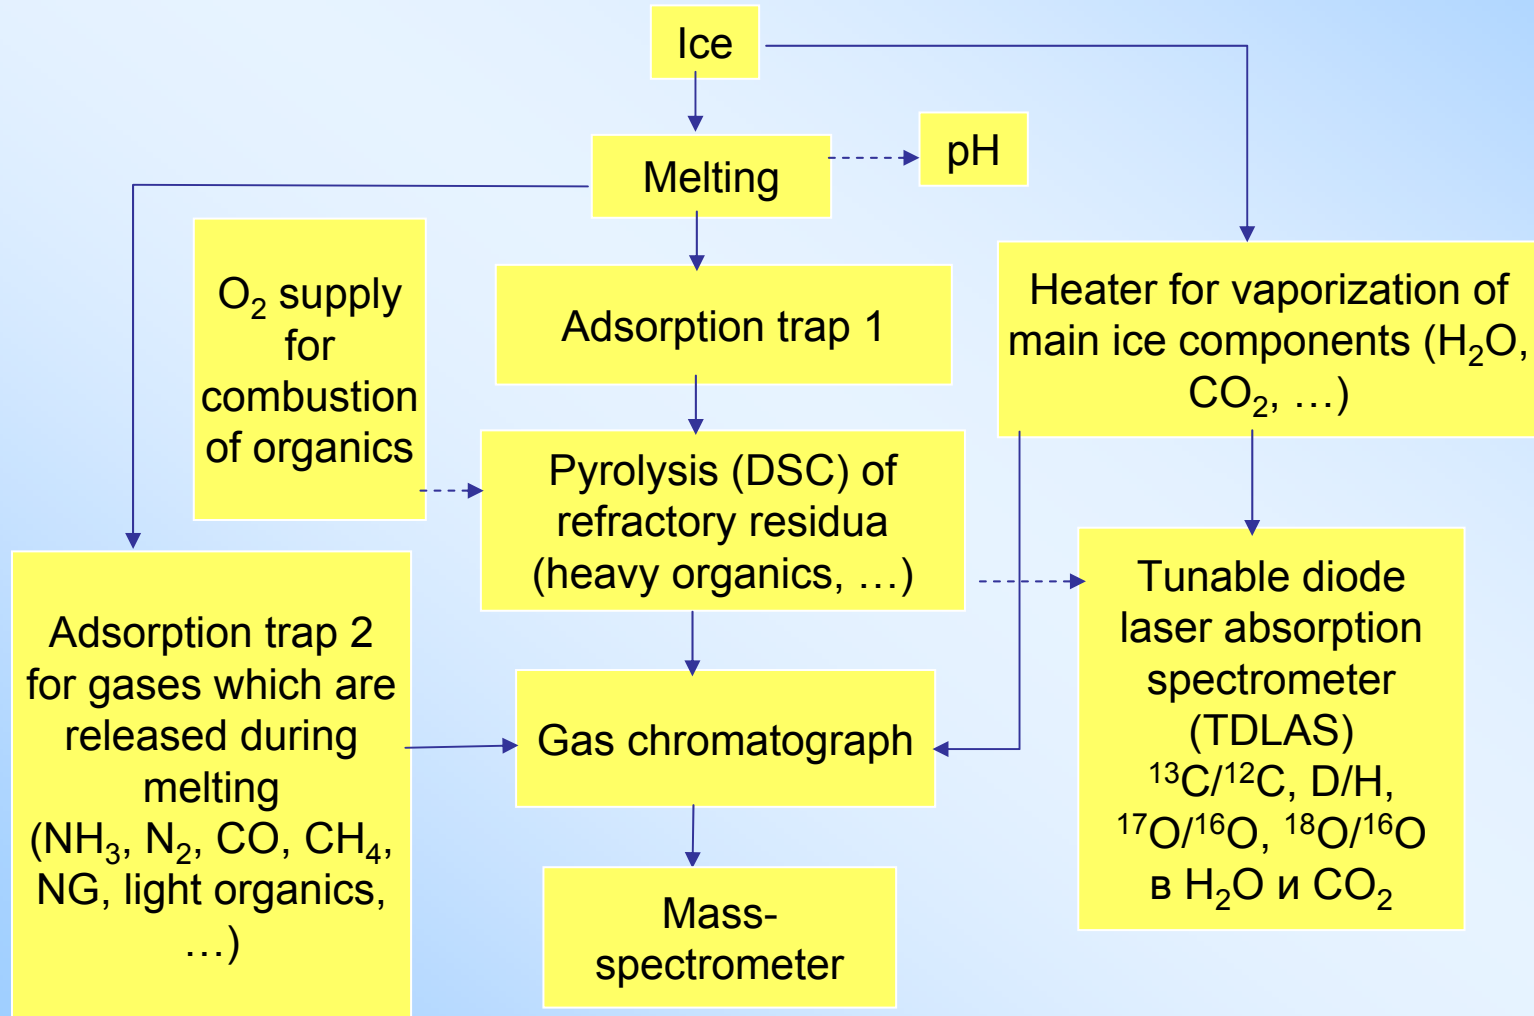 Ice
Melting
pH
O₂ supply
for
combustion
of organics
Adsorption trap 1
Heater for vaporization of
main ice components (H₂O,
CO₂, …)
Pyrolysis (DSC) of
refractory residua
(heavy organics, …)
Adsorption trap 2
for gases which are
released during
melting
(NH₃, N₂, CO, CH₄,
NG, light organics,
…)
Gas chromatograph
Tunable diode
laser absorption
spectrometer
(TDLAS)
¹³C/¹²C, D/H,
¹⁷O/¹⁶O, ¹⁸O/¹⁶O
в H₂O и CO₂
Mass-
spectrometer